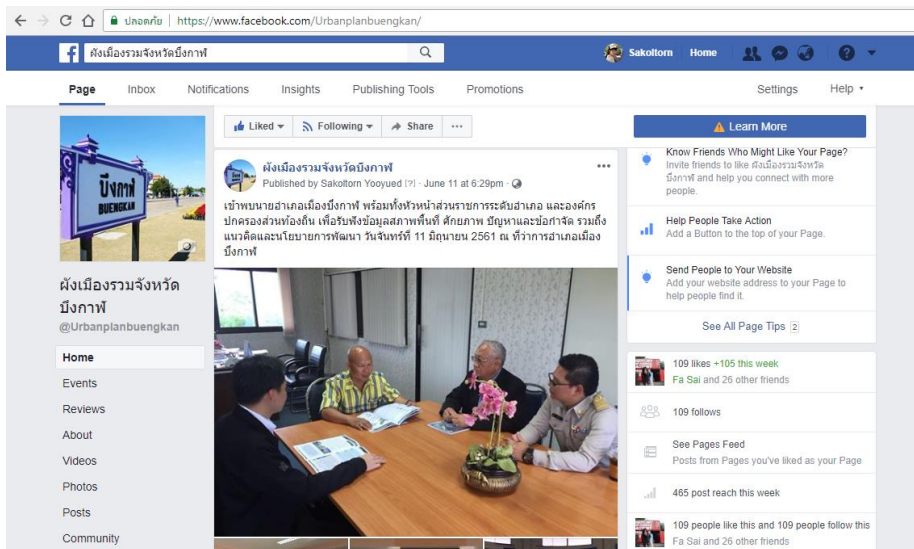 ปลอดภัย | https://www.facebook.com/Urbanplanbuengkan/
ผังเมืองรวมจังหวัดบึงกาฬ
Sakoltorn
Home
Page
Inbox
Notifications
Insights
Publishing Tools
Promotions
Settings
Help
บึงกาฬ
BUENGKAN
ผังเมืองรวมจังหวัด
บึงกาฬ
@Urbanplanbuengkan
Home
Events
Reviews
About
Videos
Photos
Posts
Community
Liked
Following
Share
ผังเมืองรวมจังหวัดบึงกาฬ
Published by Sakoltorn Yooyued [?] · June 11 at 6:29pm ·
เข้าพบนายอำเภอเมืองบึงกาฬ พร้อมทั้งหัวหน้าส่วนราชการระดับอำเภอ และองค์กร
ปกครองส่วนท้องถิ่น เพื่อรับฟังข้อมูลสภาพพื้นที่ ศักยภาพ ปัญหาและข้อกำจัด รวมถึง
แนวคิดและนโยบายการพัฒนา วันจันทร์ที่ 11 มิถุนายน 2561 ณ ที่ว่าการอำเภอเมือง
บึงกาฬ
Learn More
Know Friends Who Might Like Your Page?
Invite friends to like ผังเมืองรวมจังหวัด
บึงกาฬ and help you connect with more
people.
Help People Take Action
Add a Button to the top of your Page.
Send People to Your Website
Add your website address to your Page to
help people find it.
See All Page Tips 2
109 likes +105 this week
Fa Sai and 26 other friends
109 follows
See Pages Feed
Posts from Pages you've liked as your Page
465 post reach this week
109 people like this and 109 people follow this
Fa Sai and 26 other friends